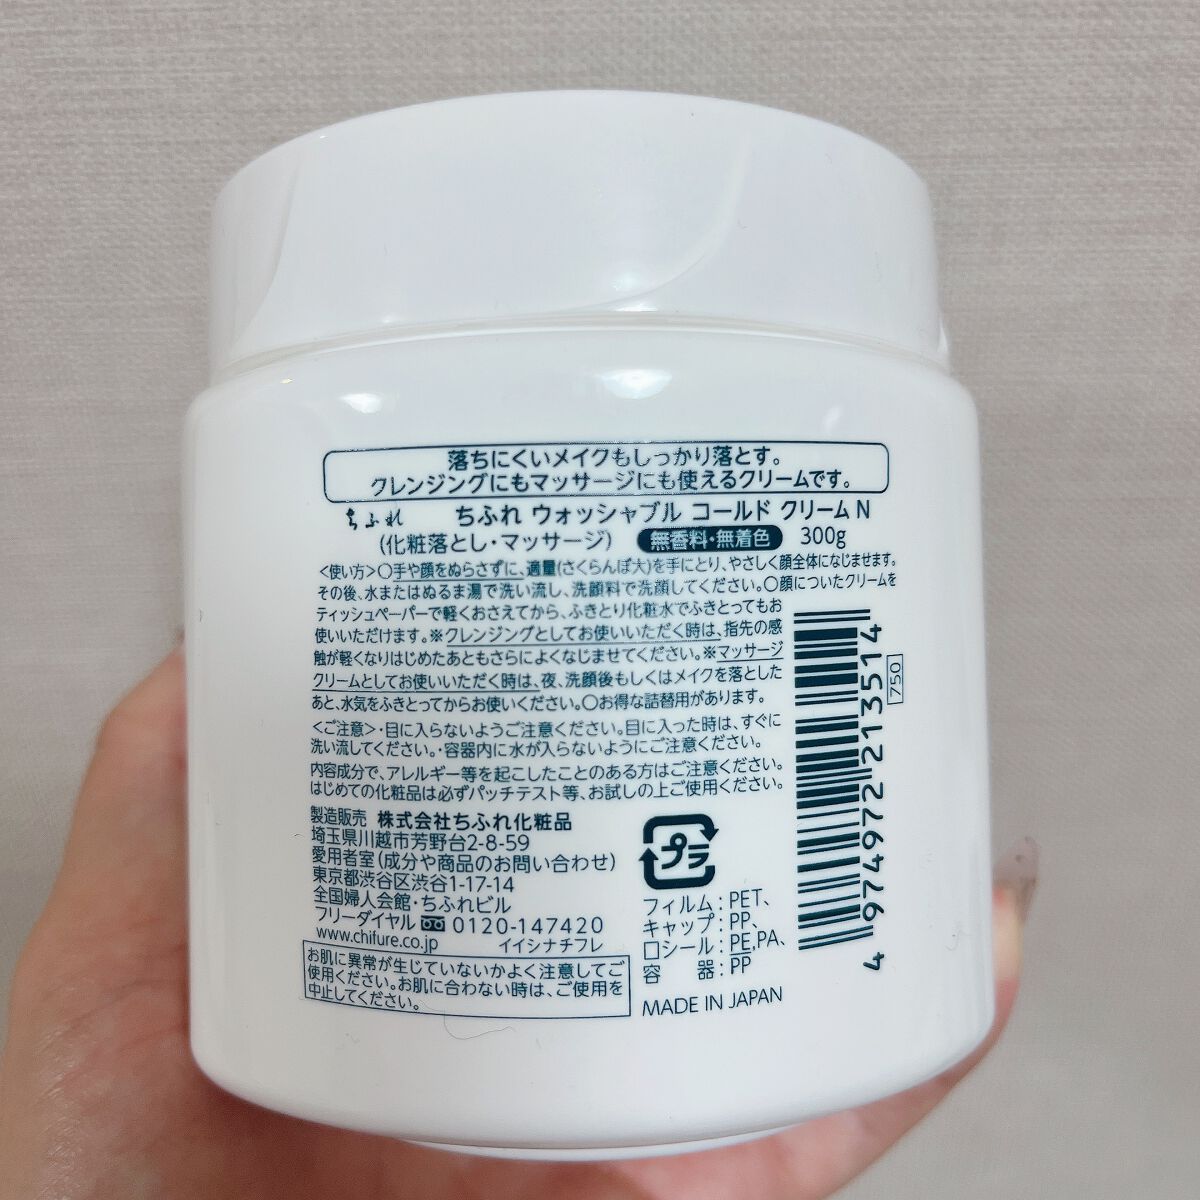 落ちにくいメイクもしっかり落とす。
クレンジングにもマッサージにも使えるクリームです。
ちふれ ちふれ ウォッシャブル コールド クリーム N
(化粧落とし・マッサージ) 無香料・無着色 300g
<使い方>○手や顔をぬらさずに、適量(さくらんぼ大)を手にとり、やさしく顔全体になじませます。
その後、水またはぬるま湯で洗い流し、洗顔料で洗顔してください。○顔についたクリームを
ティッシュペーパーで軽くおさえてから、ふきとり化粧水でふきとってもお
使いいただけます。※クレンジングとしてお使いいただく時は、指先の感
触が軽くなりはじめたあともさらによくなじませてください。※マッサージ
クリームとしてお使いいただく時は、夜、洗顔後もしくはメイクを落とした
あと、水気をふきとってからお使いください。○お得な詰替用があります。
<ご注意>・目に入らないようご注意ください。目に入った時は、すぐに
洗い流してください。・容器内に水が入らないようにご注意ください。
内容成分で、アレルギー等を起こしたことのある方はご注意ください。
はじめての化粧品は必ずパッチテスト等、お試しの上ご使用ください。
製造販売 株式会社ちふれ化粧品
埼玉県川越市芳野台2-8-59
愛用者室(成分や商品のお問い合わせ)
東京都渋谷区渋谷1-17-14
全国婦人会館・ちふれビル
フリーダイヤル 0120-147420
www.chifure.co.jp イイシナチフレ
お肌に異常が生じていないかよく注意してご
使用ください。お肌に合わない時は、ご使用を
中止してください。
プラ
フィルム:PET、
キャップ:PP、
口シール:PE,PA、
容 器:PP
MADE IN JAPAN
4 974972 213514
750